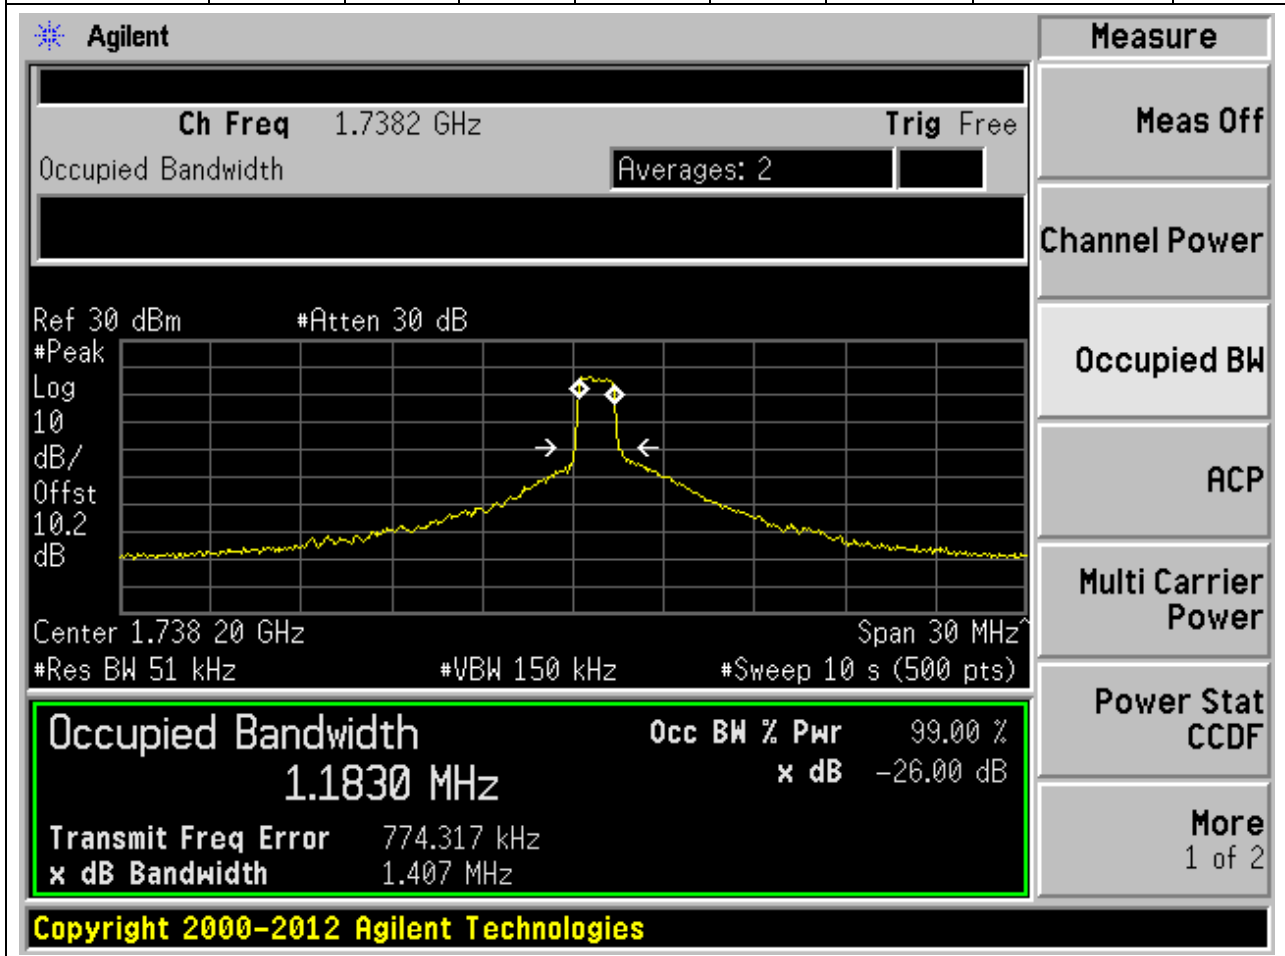 Agilent
Measure
Ch Freq 1.7382 GHz Trig Free
Meas Off
Occupied Bandwidth Averages: 2
Channel Power
Ref 30 dBm #Atten 30 dB
#Peak
Log
10
dB/
Offst
10.2
dB
Occupied BW
ACP
Multi Carrier
Power
Center 1.738 20 GHz Span 30 MHz^
#Res BW 51 kHz #VBW 150 kHz #Sweep 10 s (500 pts)
Power Stat
CCDF
Occupied Bandwidth Occ BW % Pwr 99.00 %
1.1830 MHz x dB -26.00 dB
Transmit Freq Error 774.317 kHz
x dB Bandwidth 1.407 MHz
More
1 of 2
Copyright 2000-2012 Agilent Technologies